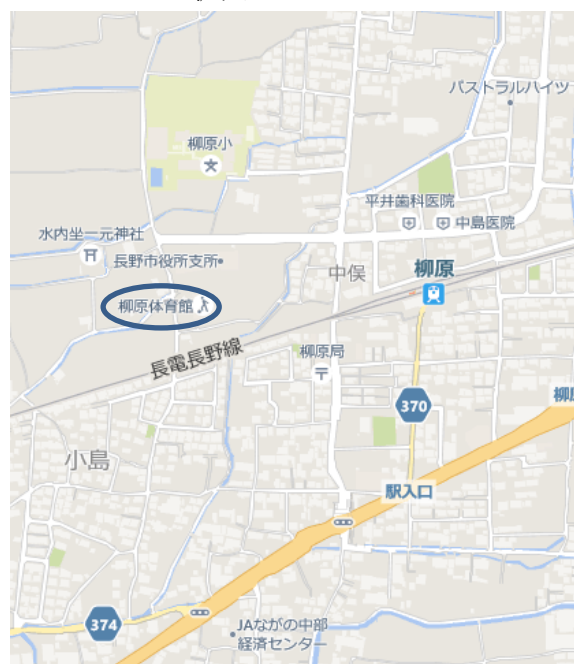 パストラルハイツ
柳原小
平井歯科医院
中島医院
水内坐一元神社
長野市役所支所
中俣
柳原
柳原体育館
長電長野線
柳原局
370
小島
駅入口
374
JAながの中部
経済センター